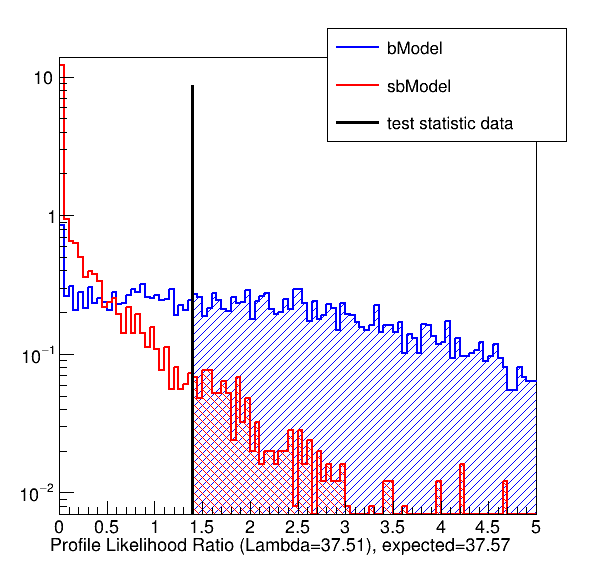 bModel
sbModel
test statistic data
10
1
10−1
10−2
0 0.5 1 1.5 2 2.5 3 3.5 4 4.5 5
Profile Likelihood Ratio (Lambda=37.51), expected=37.57